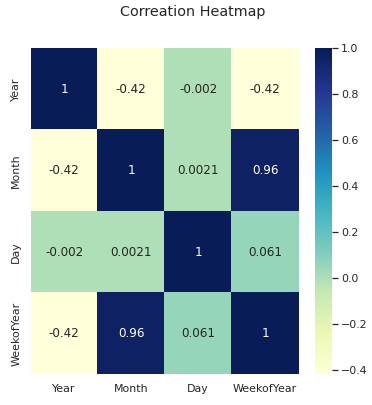 Correation Heatmap
Year 1 -0.42 -0.002 -0.42
Month -0.42 1 0.0021 0.96
Day -0.002 0.0021 1 0.061
WeekofYear -0.42 0.96 0.061 1
Year Month Day WeekofYear
1.0
0.8
0.6
0.4
0.2
0.0
−0.2
−0.4